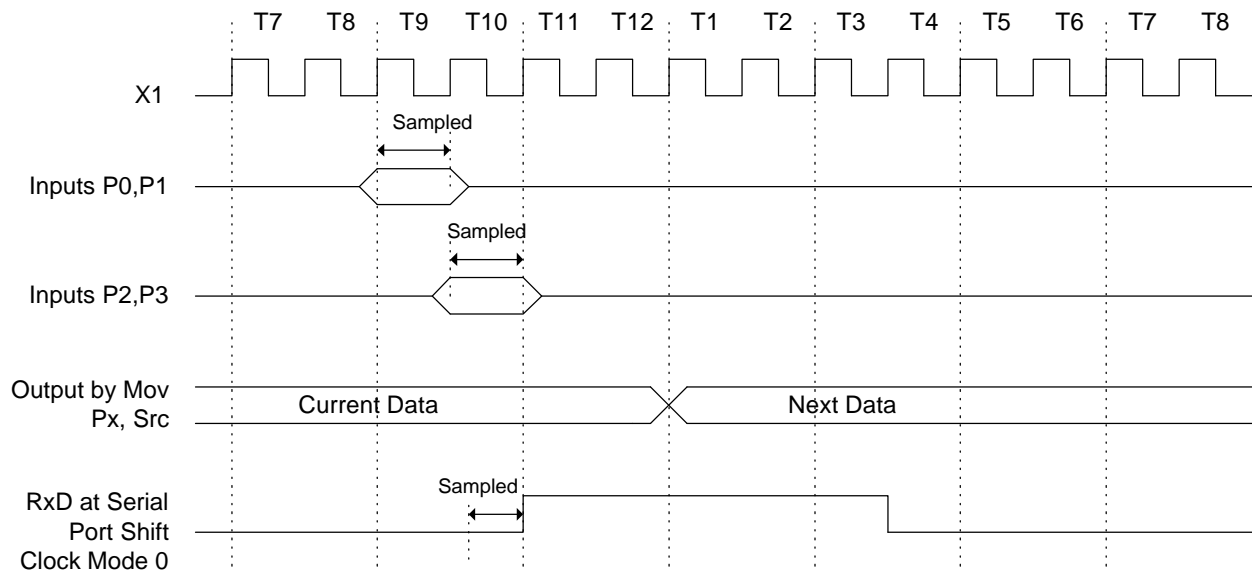 T7 T8 T9 T10 T11 T12 T1 T2 T3 T4 T5 T6 T7 T8
X1
Sampled
Inputs P0,P1
Sampled
Inputs P2,P3
Output by Mov
Px, Src
Current Data
Next Data
Sampled
RxD at Serial
Port Shift
Clock Mode 0